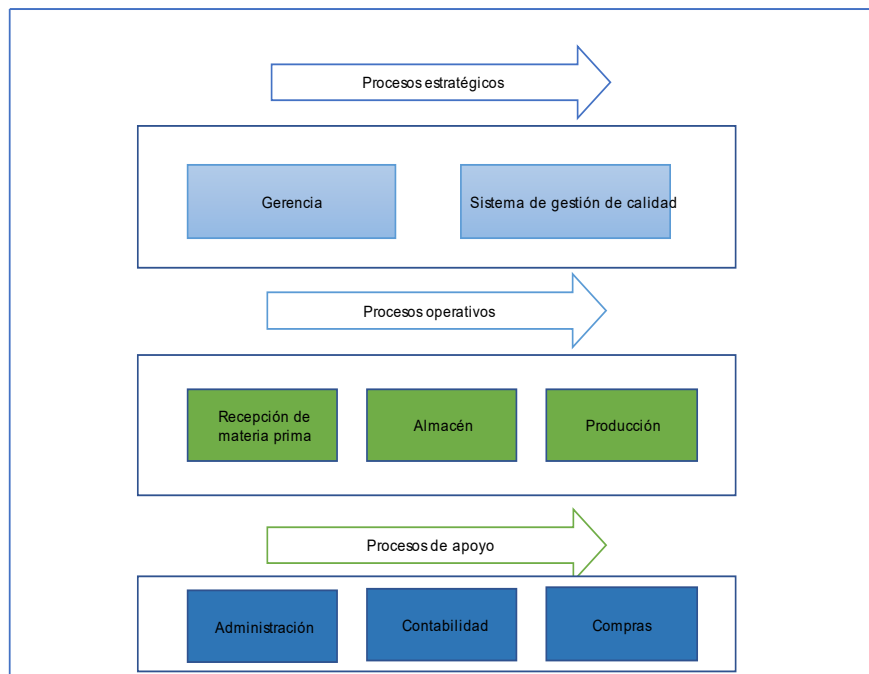 Procesos estratégicos
Gerencia
Sistema de gestión de calidad
Procesos operativos
Recepción de
materia prima
Almacén
Producción
Procesos de apoyo
Administración
Contabilidad
Compras